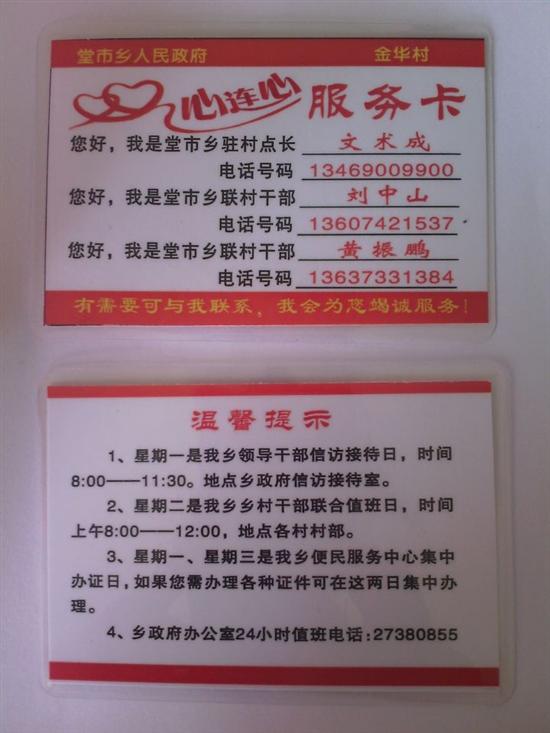 堂市乡人民政府 金华村
心连心 服务卡
您好，我是堂市乡驻村点长 文术成
电话号码 13469009900
您好，我是堂市乡联村干部 刘中山
电话号码 13607421537
您好，我是堂市乡联村干部 黄振鹏
电话号码 13637331384
有需要可与我联系，我会为您竭诚服务！
温馨提示
1、星期一是我乡领导干部信访接待日，时间
8:00——11:30。地点乡政府信访接待室。
2、星期二是我乡乡村干部联合值班日，时间
上午8:00——12:00，地点各村村部。
3、星期一、星期三是我乡便民服务中心集中
办证日，如果您需办理各种证件可在这两日集中办
理。
4、乡政府办公室24小时值班电话：27380855